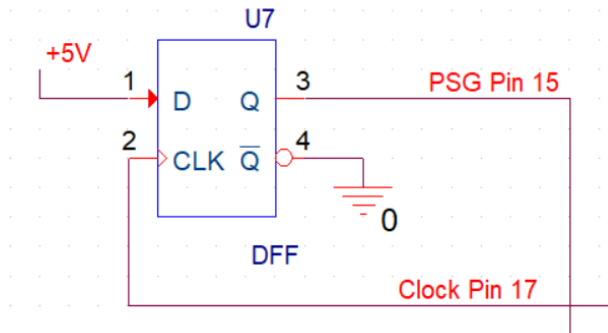 U7
+5V
1
3
PSG Pin 15
D
Q
2
4
CLK
Q̅
0
DFF
Clock Pin 17